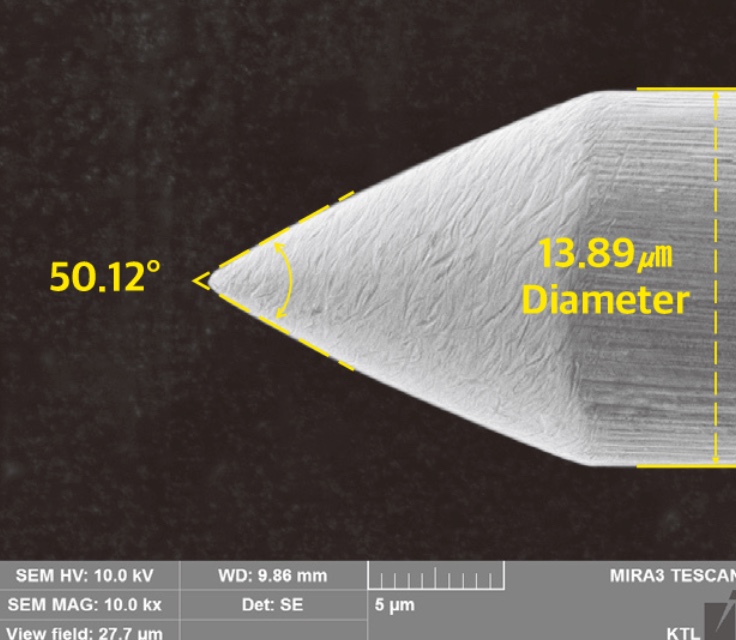 50.12°
13.89㎛
Diameter
SEM HV: 10.0 kV
WD: 9.86 mm
MIRA3 TESCAN
SEM MAG: 10.0 kx
Det: SE
5 μm
View field: 27.7 μm
KTL